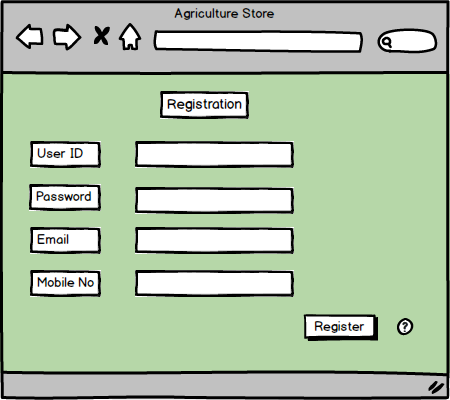 Agriculture Store
Registration
User ID
Password
Email
Mobile No
Register
?